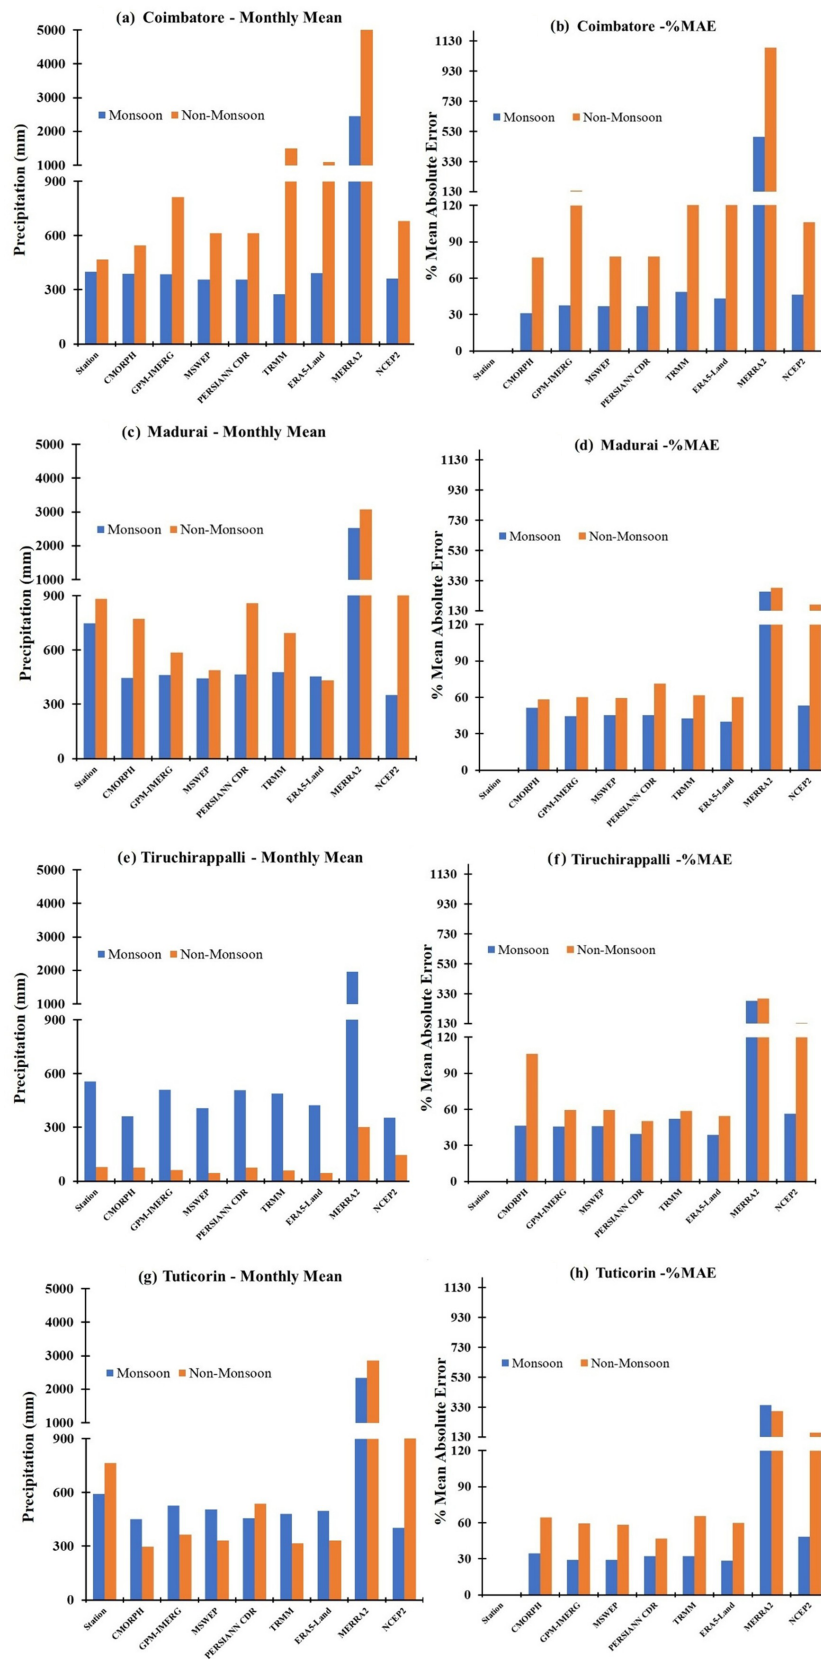 (a) Coimbatore - Monthly Mean
5000
4000
3000
2000
1000
900
600
300
0
Precipitation (mm)
Monsoon Non-Monsoon
Station CMORPH GPM-IMERG MSWEP PERSIANN CDR TRMM ERA5-Land MERRA2 NCEP2
(b) Coimbatore -%MAE
1130
930
730
530
330
130
120
90
60
30
0
% Mean Absolute Error
Monsoon Non-Monsoon
Station CMORPH GPM-IMERG MSWEP PERSIANN CDR TRMM ERA5-Land MERRA2 NCEP2
(c) Madurai - Monthly Mean
5000
4000
3000
2000
1000
900
600
300
0
Precipitation (mm)
Monsoon Non-Monsoon
Station CMORPH GPM-IMERG MSWEP PERSIANN CDR TRMM ERA5-Land MERRA2 NCEP2
(d) Madurai -%MAE
1130
930
730
530
330
130
120
90
60
30
0
% Mean Absolute Error
Monsoon Non-Monsoon
Station CMORPH GPM-IMERG MSWEP PERSIANN CDR TRMM ERA5-Land MERRA2 NCEP2
(e) Tiruchirappalli - Monthly Mean
5000
4000
3000
2000
1000
900
600
300
0
Precipitation (mm)
Monsoon Non-Monsoon
Station CMORPH GPM-IMERG MSWEP PERSIANN CDR TRMM ERA5-Land MERRA2 NCEP2
(f) Tiruchirappalli -%MAE
1130
930
730
530
330
130
120
90
60
30
0
% Mean Absolute Error
Monsoon Non-Monsoon
Station CMORPH GPM-IMERG MSWEP PERSIANN CDR TRMM ERA5-Land MERRA2 NCEP2
(g) Tuticorin - Monthly Mean
5000
4000
3000
2000
1000
900
600
300
0
Precipitation (mm)
Monsoon Non-Monsoon
Station CMORPH GPM-IMERG MSWEP PERSIANN CDR TRMM ERA5-Land MERRA2 NCEP2
(h) Tuticorin -%MAE
1130
930
730
530
330
130
120
90
60
30
0
% Mean Absolute Error
Monsoon Non-Monsoon
Station CMORPH GPM-IMERG MSWEP PERSIANN CDR TRMM ERA5-Land MERRA2 NCEP2